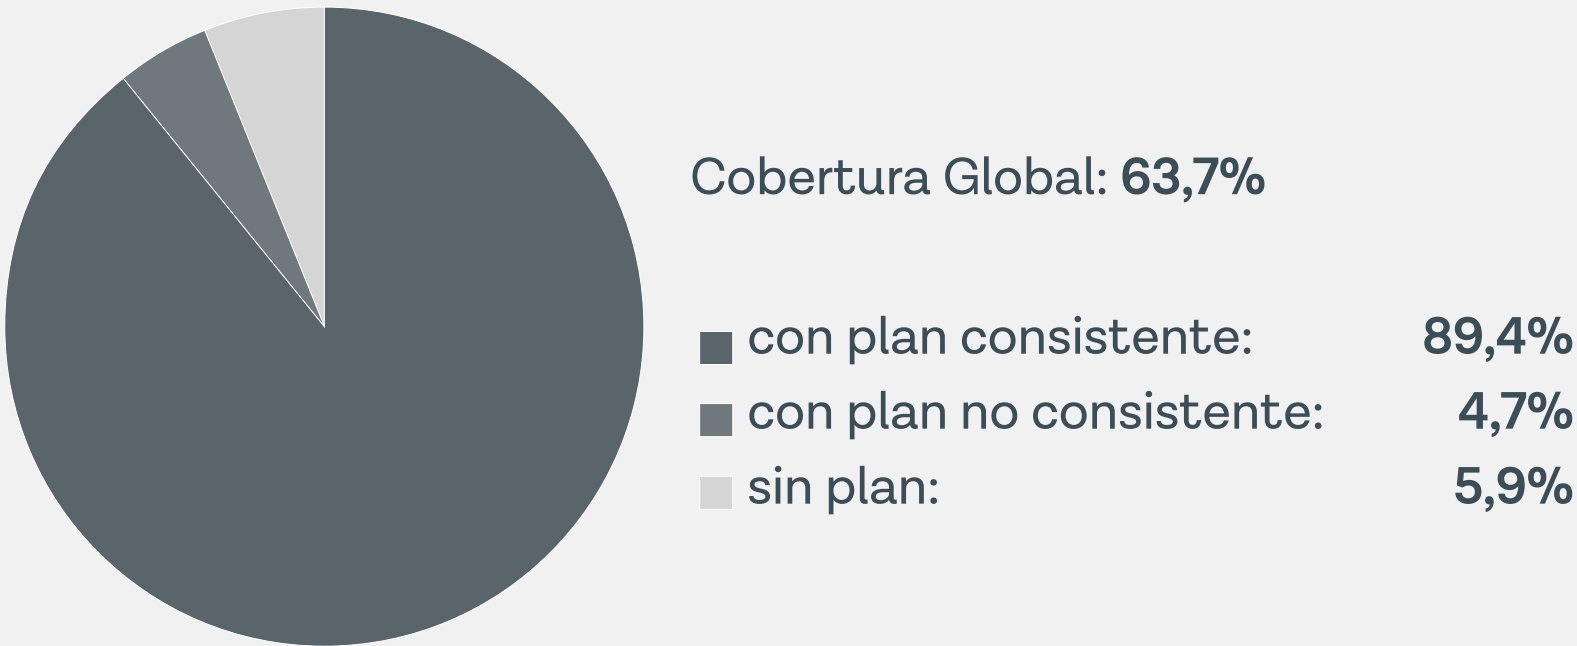 Cobertura Global: 63,7%
con plan consistente: 89,4%
con plan no consistente: 4,7%
sin plan: 5,9%